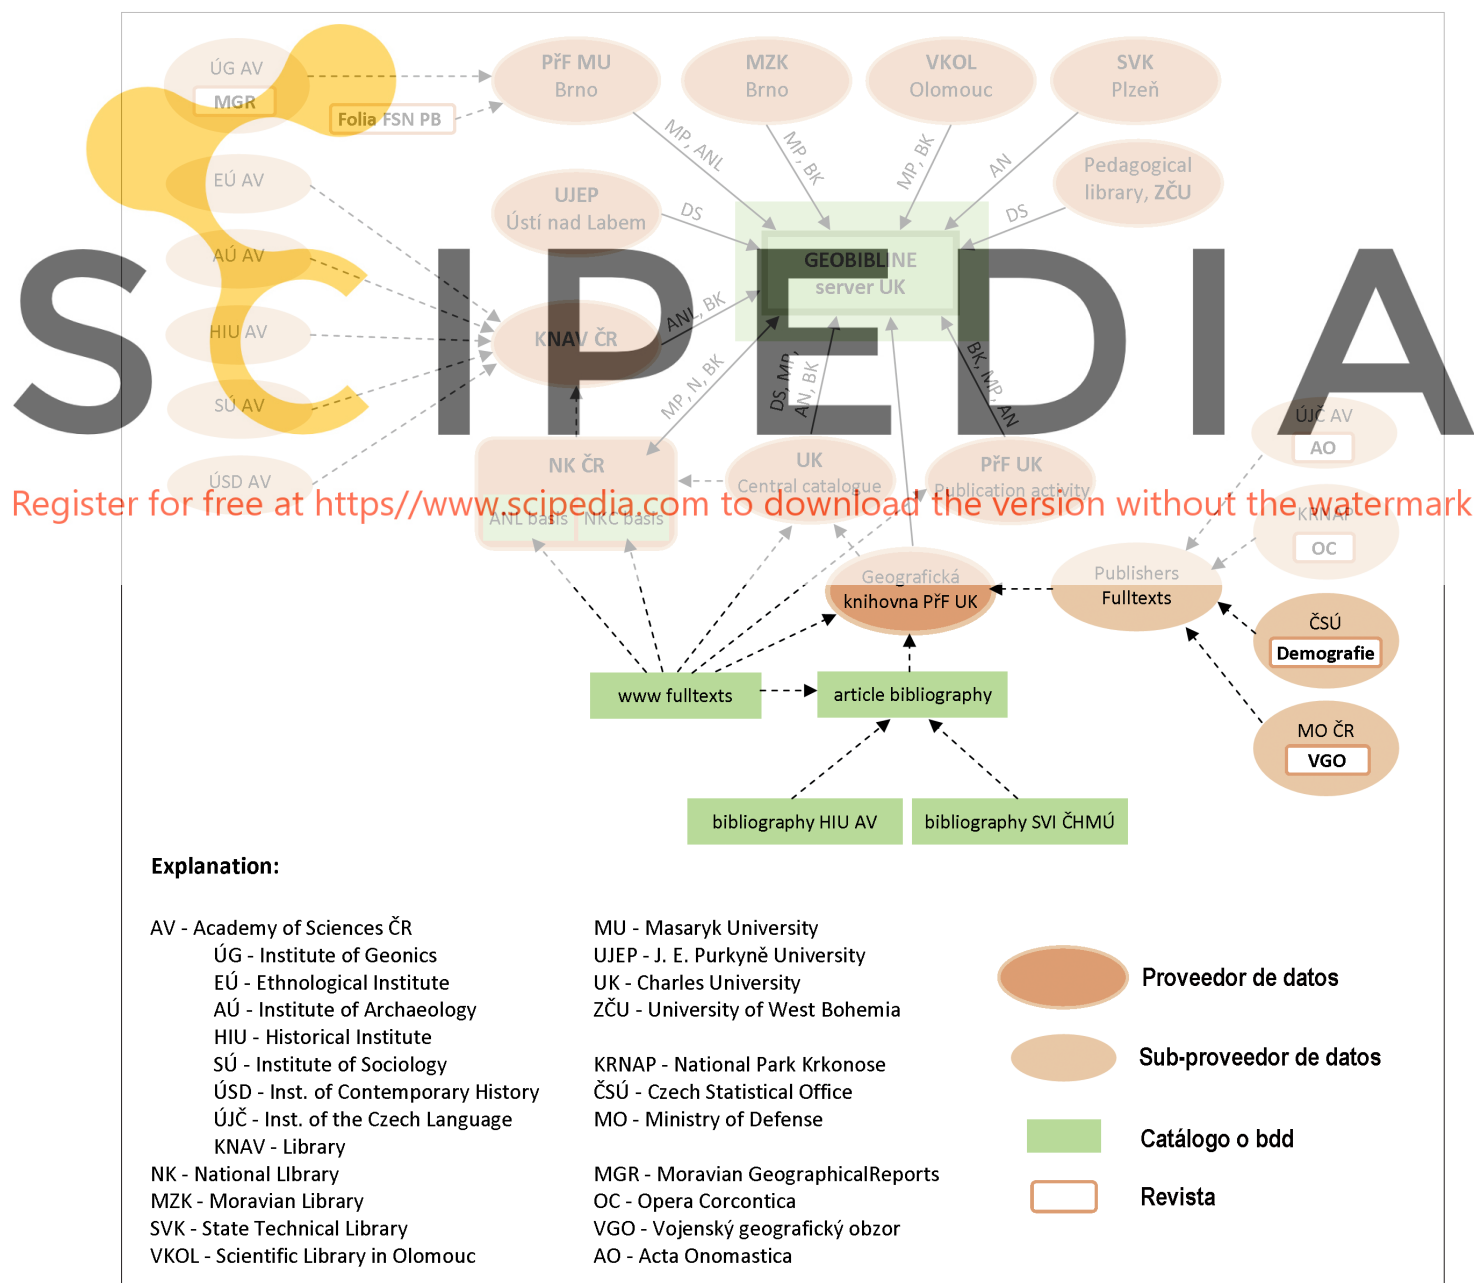 ÚG AV
MGR
Folia FSN PB
PřF MU
Brno
MZK
Brno
VKOL
Olomouc
SVK
Plzeň
MP, ANL
MP, BK
MP, BK
AN
Pedagogical
library, ZČU
EÚ AV
UJEP
Ústí nad Labem
DS
DS
AÚ AV
GEOBIBLINE
server UK
SCIPEDIA
HIU AV
KNAV ČR
ANL, BK
MP, N, BK
DS, MP,
AN, BK
BK, MP, AN
SÚ AV
ÚJČ AV
AO
ÚSD AV
NK ČR
ANL basis
NKC basis
UK
Central catalogue
PřF UK
Publication activity
Register for free at https//www.scipedia.com to download the version without the watermark
KRNAP
OC
Geografická
knihovna PřF UK
Publishers
Fulltexts
ČSÚ
Demografie
www fulltexts
article bibliography
MO ČR
VGO
bibliography HIU AV
bibliography SVI ČHMÚ
Explanation:
AV - Academy of Sciences ČR
ÚG - Institute of Geonics
EÚ - Ethnological Institute
AÚ - Institute of Archaeology
HIU - Historical Institute
SÚ - Institute of Sociology
ÚSD - Inst. of Contemporary History
ÚJČ - Inst. of the Czech Language
KNAV - Library
NK - National LIbrary
MZK - Moravian Library
SVK - State Technical Library
VKOL - Scientific Library in Olomouc
MU - Masaryk University
UJEP - J. E. Purkyně University
UK - Charles University
ZČU - University of West Bohemia
KRNAP - National Park Krkonose
ČSÚ - Czech Statistical Office
MO - Ministry of Defense
MGR - Moravian GeographicalReports
OC - Opera Corcontica
VGO - Vojenský geografický obzor
AO - Acta Onomastica
Proveedor de datos
Sub-proveedor de datos
Catálogo o bdd
Revista